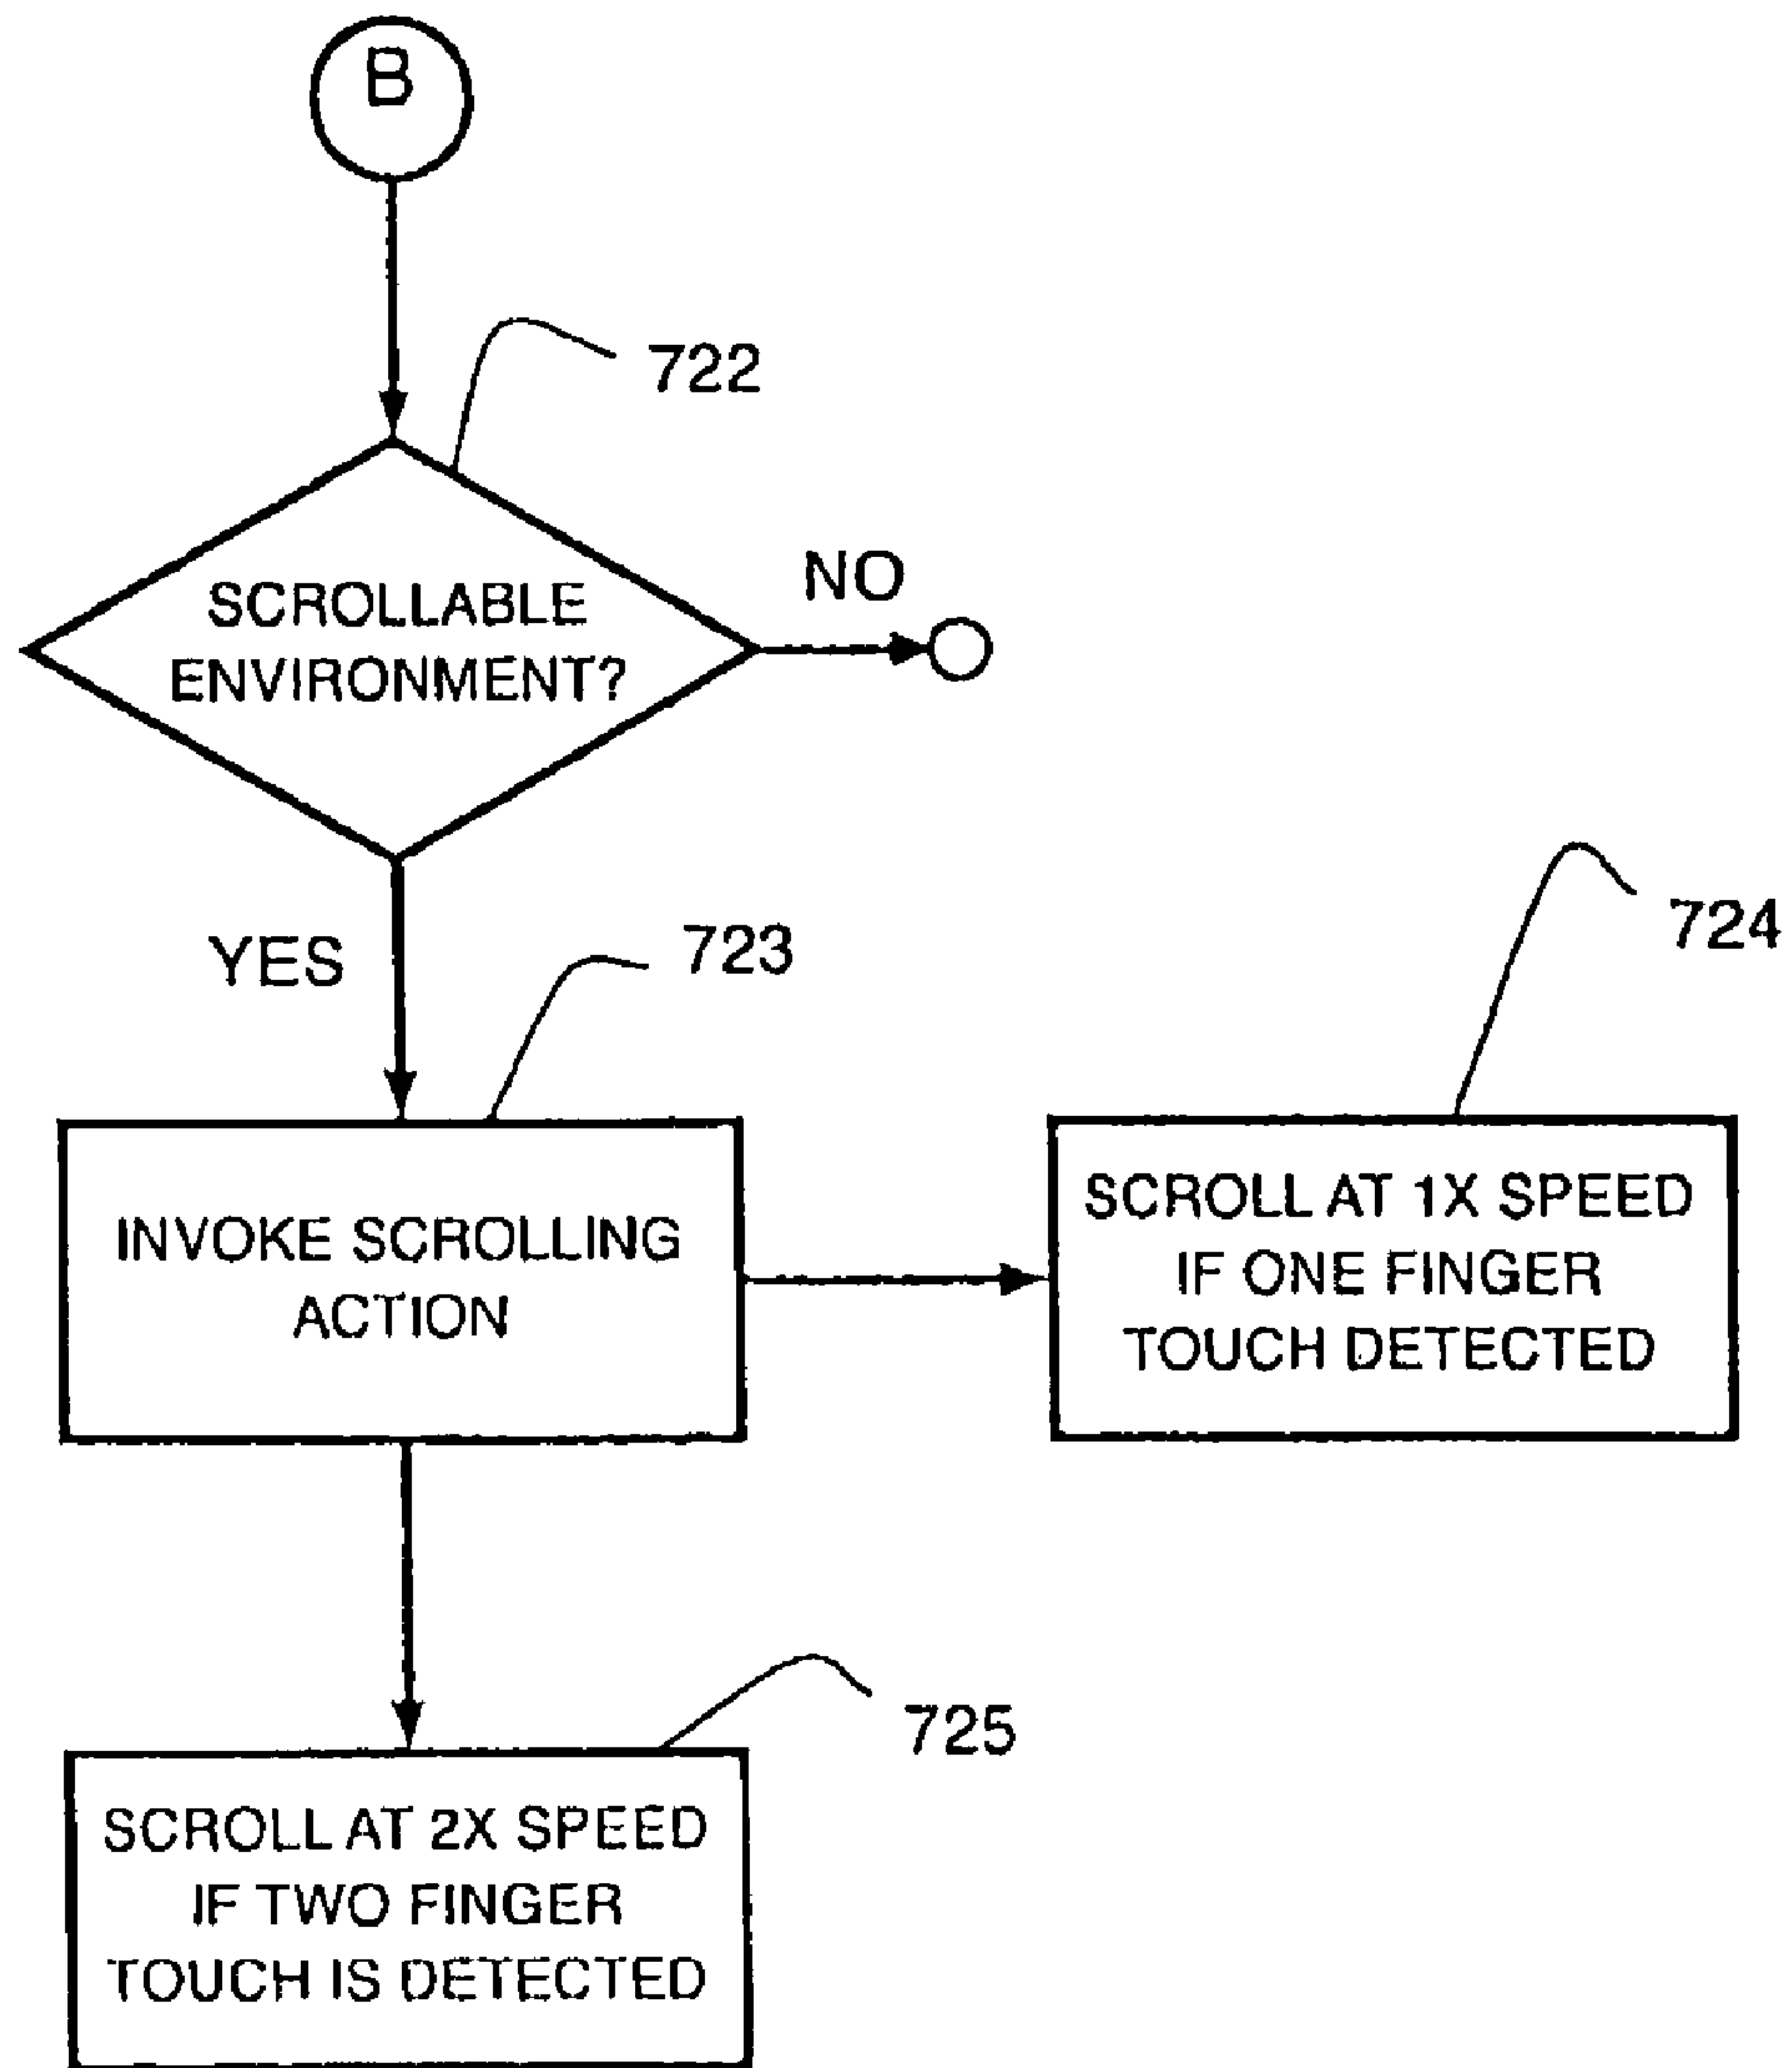 B
722
SCROLLABLE
ENVIRONMENT?
NO
YES
723
724
INVOKE SCROLLING
ACTION
SCROLL AT 1X SPEED
IF ONE FINGER
TOUCH DETECTED
725
SCROLL AT 2X SPEED
IF TWO FINGER
TOUCH IS DETECTED